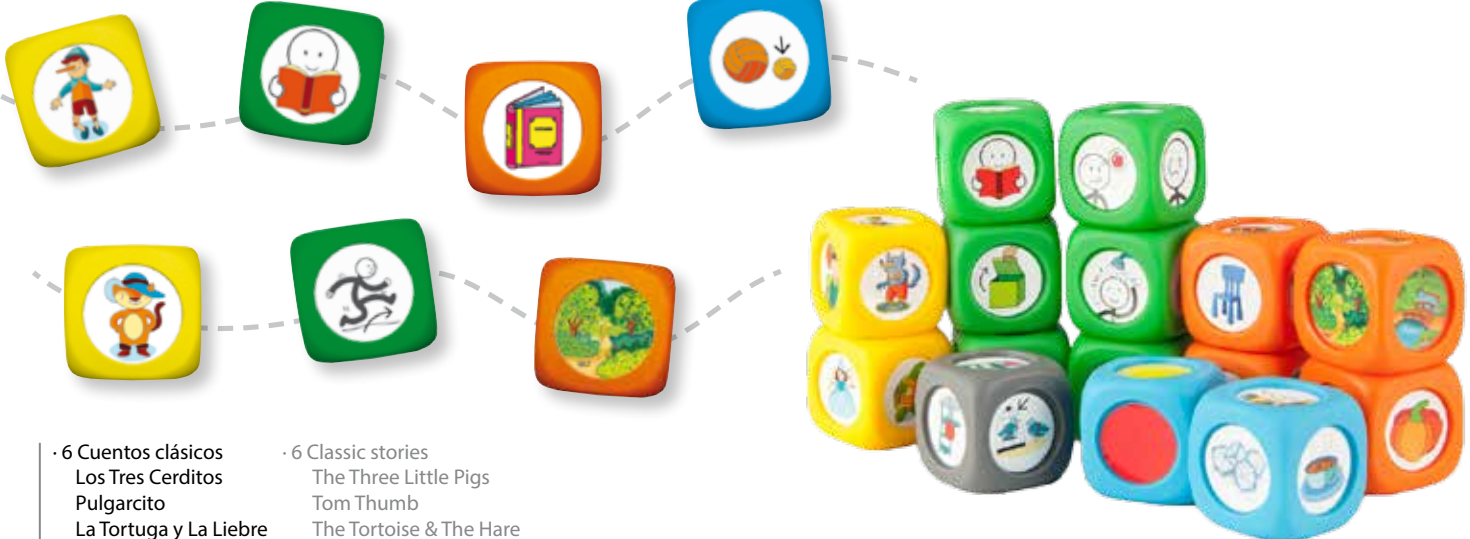 · 6 Cuentos clásicos
Los Tres Cerditos
Pulgarcito
La Tortuga y La Liebre
· 6 Classic stories
The Three Little Pigs
Tom Thumb
The Tortoise & The Hare